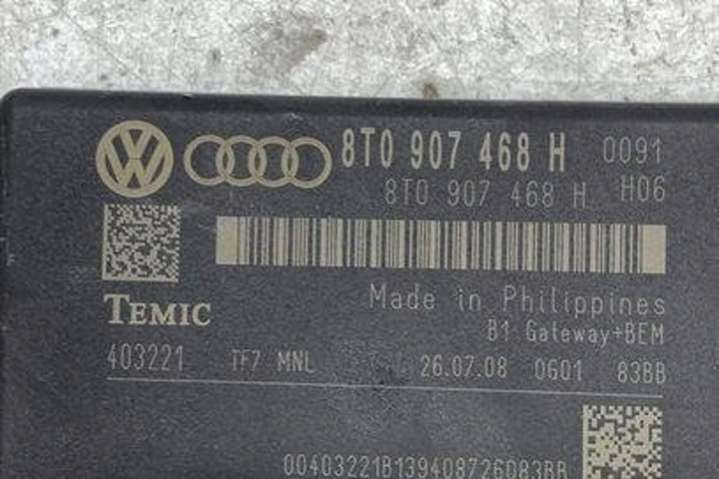 8T0 907 468 H 0091
8T0 907 468 H H06
TEMIC
Made in Philippines
B1 Gateway+BEM
403221 TF7 MNL 26.07.08 0601 83BB
00403221B139408726083BB